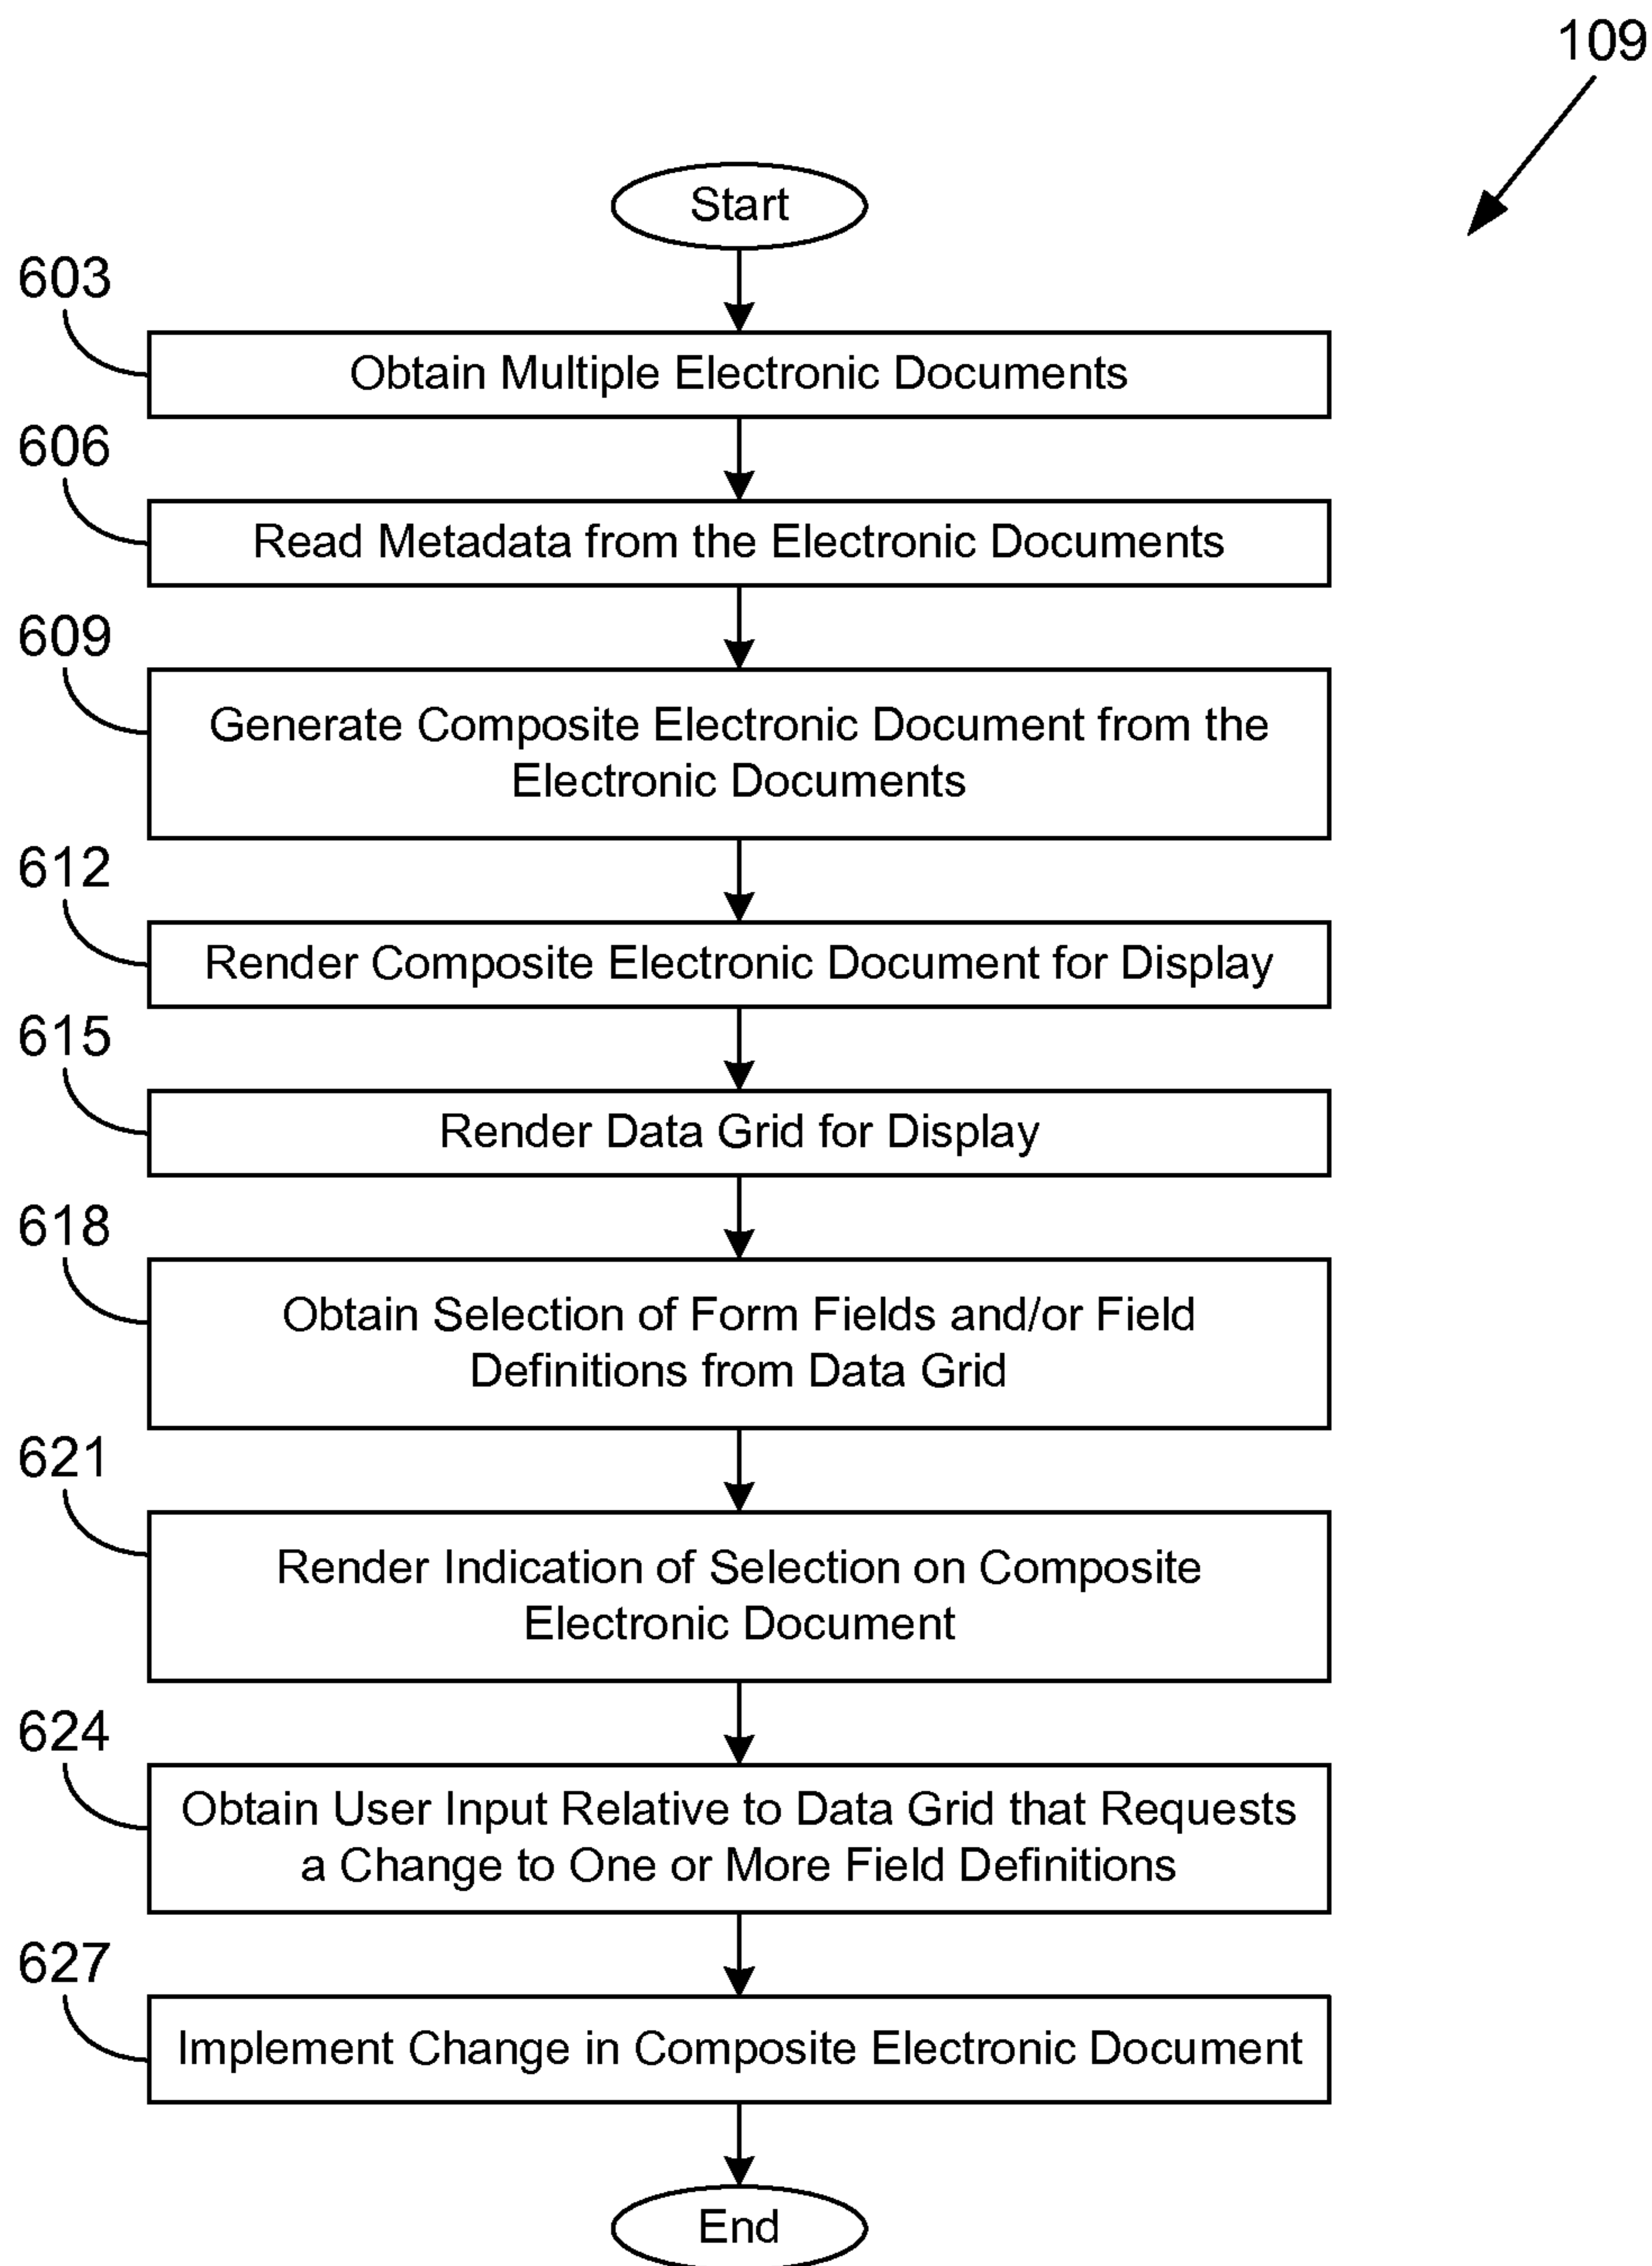 109
Start
603
Obtain Multiple Electronic Documents
606
Read Metadata from the Electronic Documents
609
Generate Composite Electronic Document from the
Electronic Documents
612
Render Composite Electronic Document for Display
615
Render Data Grid for Display
618
Obtain Selection of Form Fields and/or Field
Definitions from Data Grid
621
Render Indication of Selection on Composite
Electronic Document
624
Obtain User Input Relative to Data Grid that Requests
a Change to One or More Field Definitions
627
Implement Change in Composite Electronic Document
End